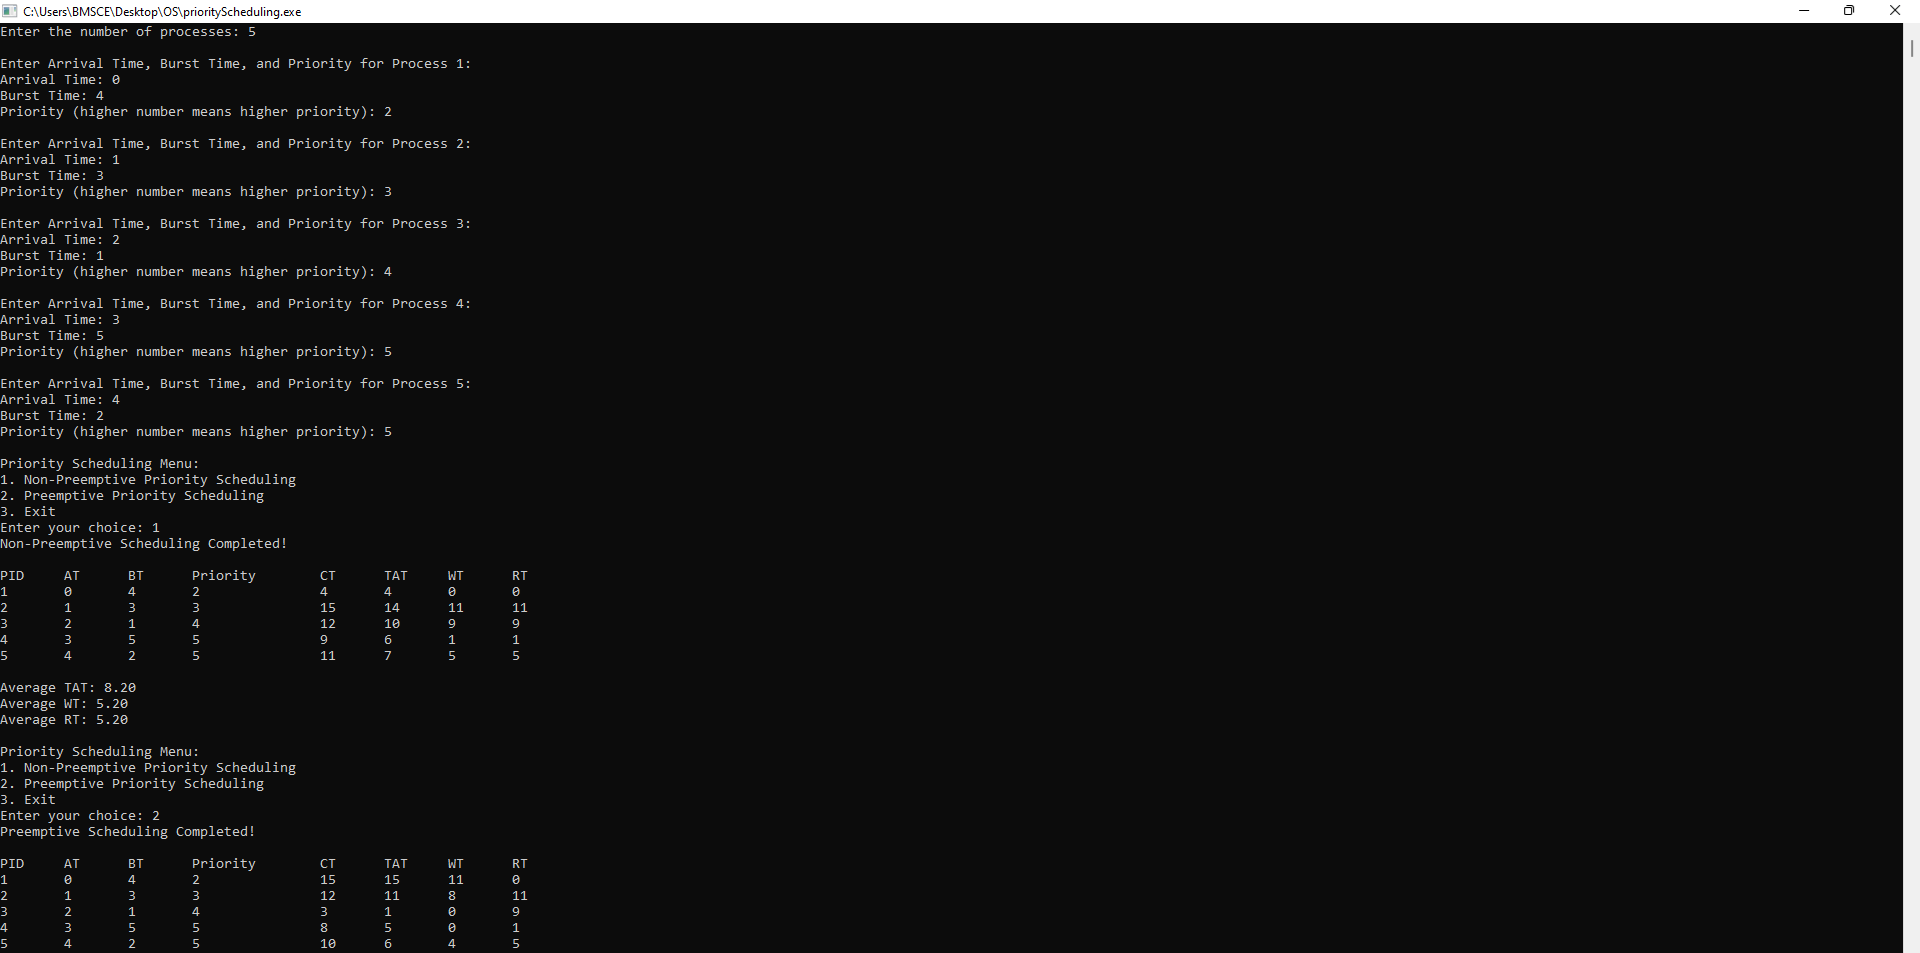 C:\Users\BMSCE\Desktop\OS\priorityScheduling.exe
Enter the number of processes: 5
Enter Arrival Time, Burst Time, and Priority for Process 1:
Arrival Time: 0
Burst Time: 4
Priority (higher number means higher priority): 2
Enter Arrival Time, Burst Time, and Priority for Process 2:
Arrival Time: 1
Burst Time: 3
Priority (higher number means higher priority): 3
Enter Arrival Time, Burst Time, and Priority for Process 3:
Arrival Time: 2
Burst Time: 1
Priority (higher number means higher priority): 4
Enter Arrival Time, Burst Time, and Priority for Process 4:
Arrival Time: 3
Burst Time: 5
Priority (higher number means higher priority): 5
Enter Arrival Time, Burst Time, and Priority for Process 5:
Arrival Time: 4
Burst Time: 2
Priority (higher number means higher priority): 5
Priority Scheduling Menu:
1. Non-Preemptive Priority Scheduling
2. Preemptive Priority Scheduling
3. Exit
Enter your choice: 1
Non-Preemptive Scheduling Completed!
PID AT BT Priority CT TAT WT RT
1 0 4 2 4 4 0 0
2 1 3 3 15 14 11 11
3 2 1 4 12 10 9 9
4 3 5 5 9 6 1 1
5 4 2 5 11 7 5 5
Average TAT: 8.20
Average WT: 5.20
Average RT: 5.20
Priority Scheduling Menu:
1. Non-Preemptive Priority Scheduling
2. Preemptive Priority Scheduling
3. Exit
Enter your choice: 2
Preemptive Scheduling Completed!
PID AT BT Priority CT TAT WT RT
1 0 4 2 15 15 11 0
2 1 3 3 12 11 8 11
3 2 1 4 3 1 0 9
4 3 5 5 8 5 0 1
5 4 2 5 10 6 4 5